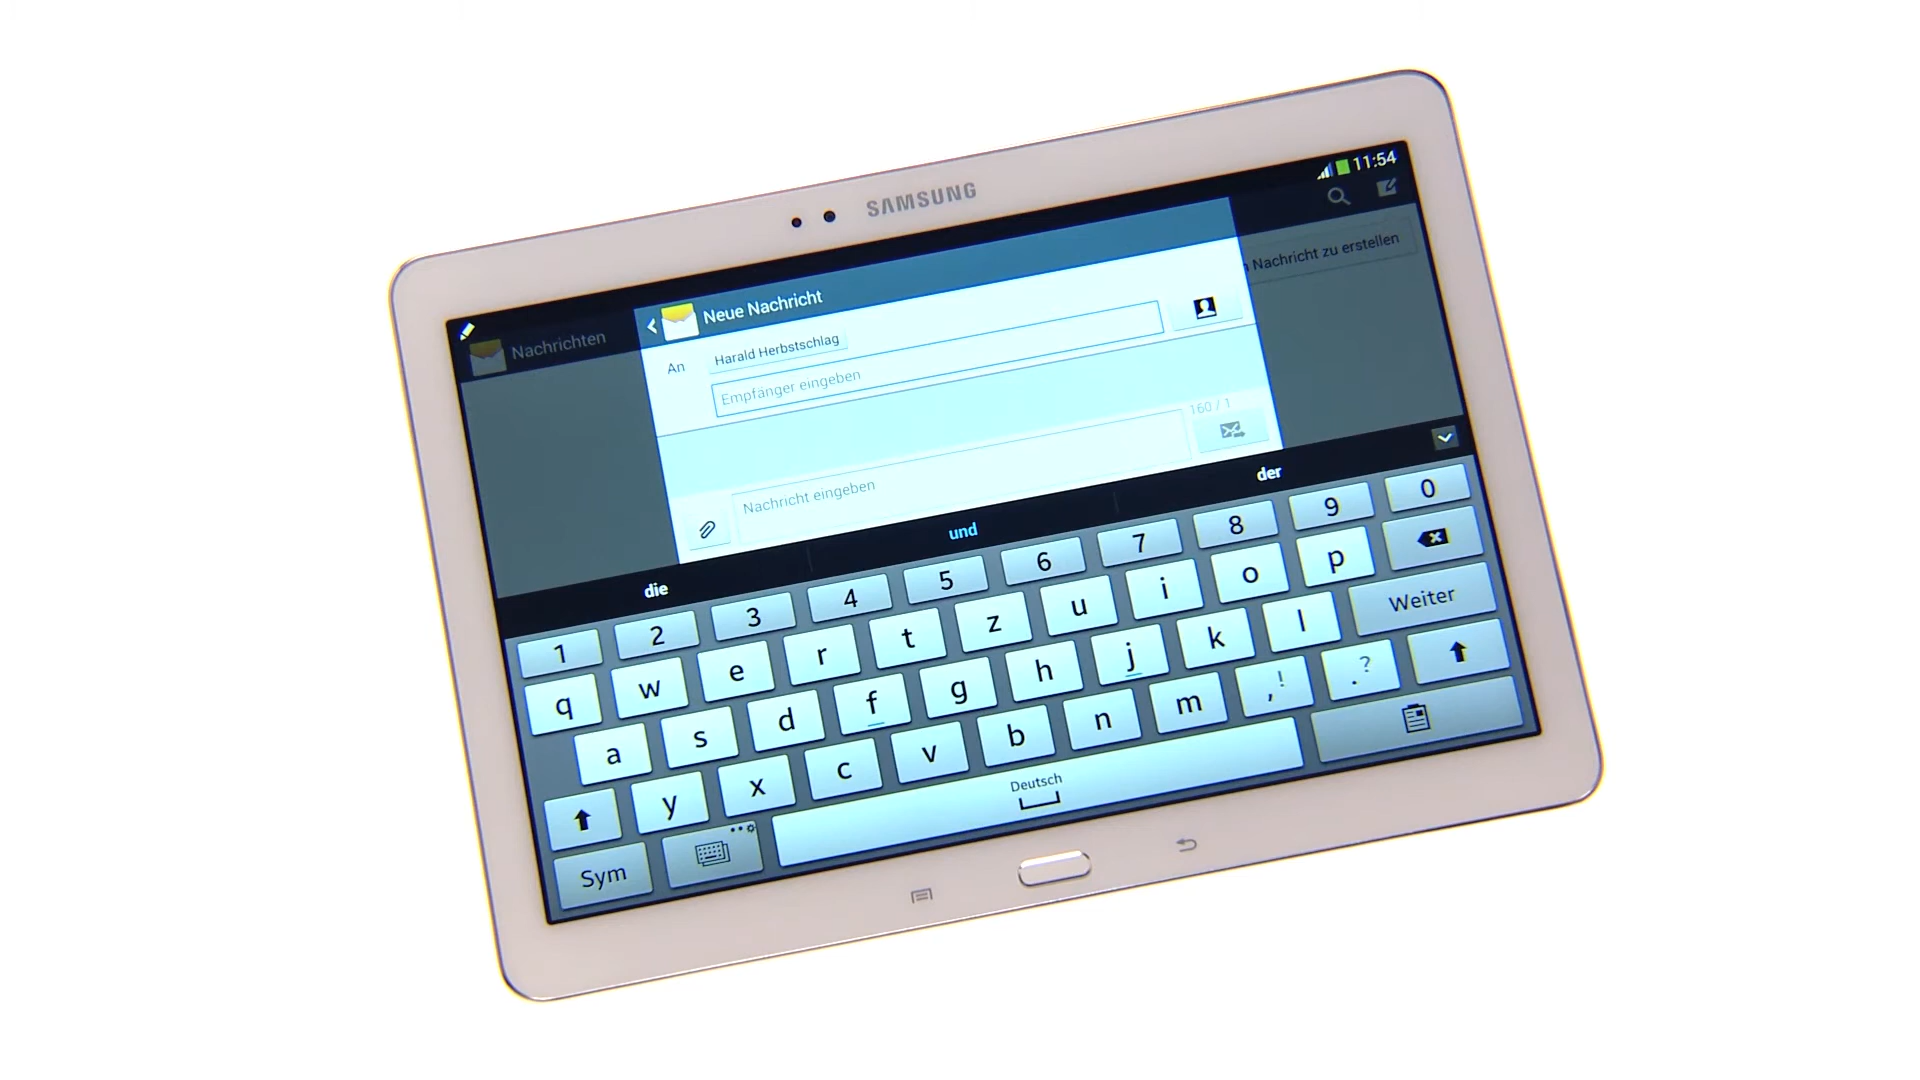 SAMSUNG
11:54
Nachrichten
Neue Nachricht
Nachricht zu erstellen
An
Harald Herbstschlag
Empfänger eingeben
160 / 1
Nachricht eingeben
die und der
1 2 3 4 5 6 7 8 9 0
q w e r t z u i o p
a s d f g h j k l Weiter
y x c v b n m ,! .?
Sym Deutsch